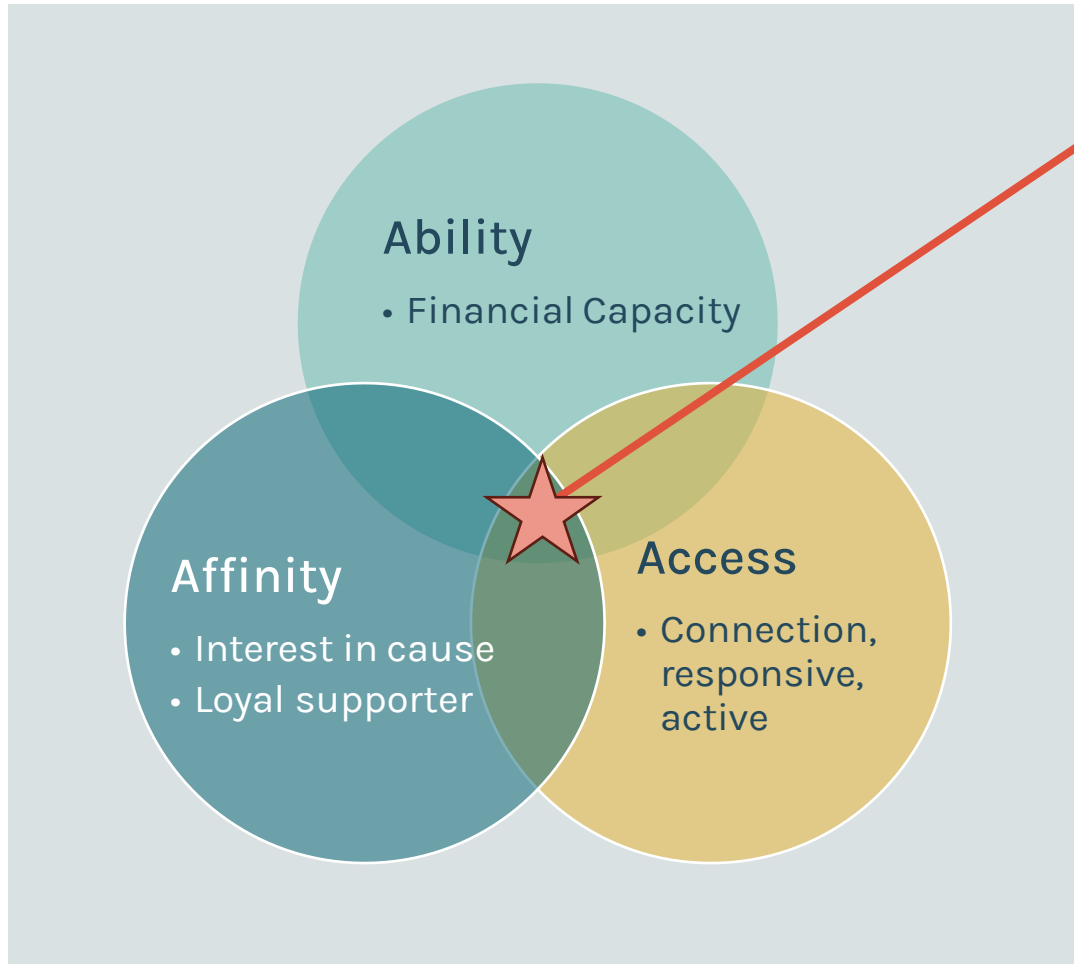 Ability
• Financial Capacity
Affinity
• Interest in cause
• Loyal supporter
Access
• Connection,
responsive,
active